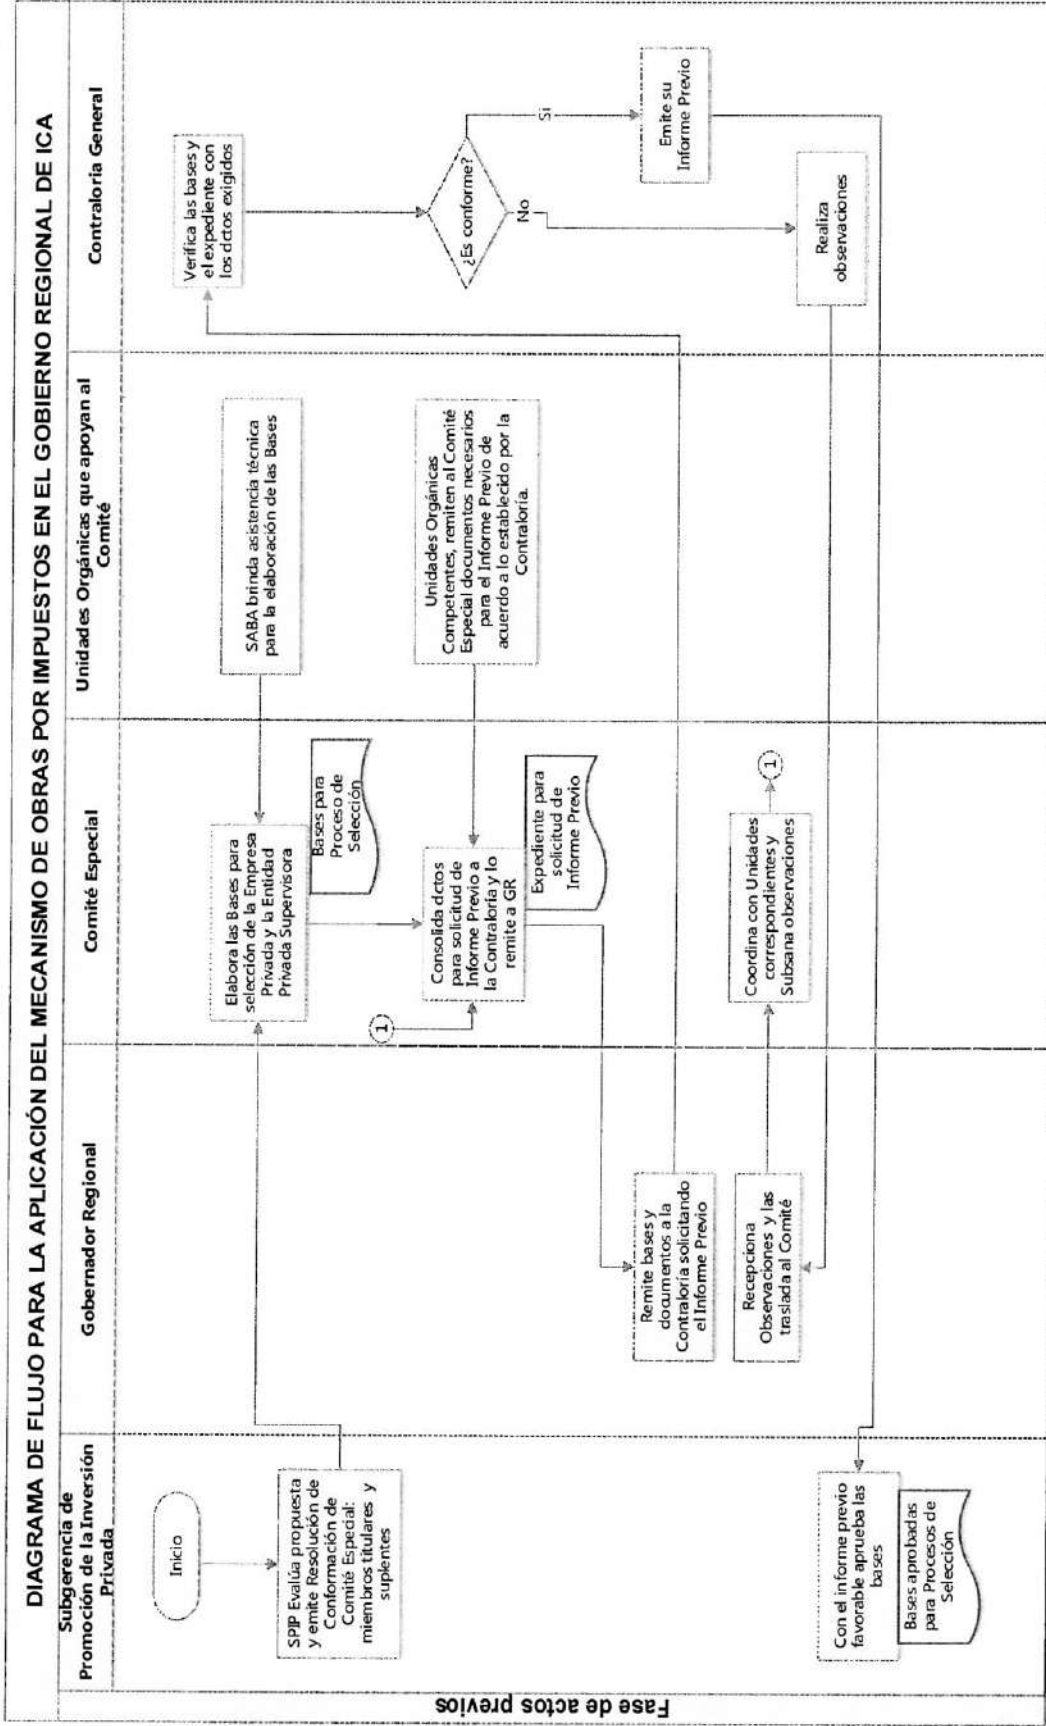 DIAGRAMA DE FLUJO PARA LA APLICACIÓN DEL MECANISMO DE OBRAS POR IMPUESTOS EN EL GOBIERNO REGIONAL DE ICA
Subgerencia de
Promoción de la Inversión
Privada
Gobernador Regional
Comité Especial
Unidades Orgánicas que apoyan al
Comité
Contraloria General
Fase de actos previos
Inicio
SPIP Evalúa propuesta
y emite Resolución de
Conformación de
Comité Especial:
miembros titulares y
suplentes
Elabora las Bases para
selección de la Empresa
Privada y la Entidad
Privada Supervisora
Bases para
Proceso de
Selección
SABA brinda asistencia técnica
para la elaboración de las Bases
1
Consolida dctos
para solicitud de
Informe Previo a
la Contraloría y lo
remite a GR
Expediente para
solicitud de
Informe Previo
Unidades Orgánicas
Competentes, remiten al Comité
Especial documentos necesarios
para el Informe Previo de
acuerdo a lo establecido por la
Contraloría.
Remite bases y
documentos a la
Contraloría solicitando
el Informe Previo
Verifica las bases y
el expediente con
los dctos exigidos
¿Es conforme?
Si
No
Emite su
Informe Previo
Realiza
observaciones
Recepciona
Observaciones y las
traslada al Comité
Coordina con Unidades
correspondientes y
Subsana observaciones
1
Con el informe previo
favorable aprueba las
bases
Bases aprobadas
para Procesos de
Selección